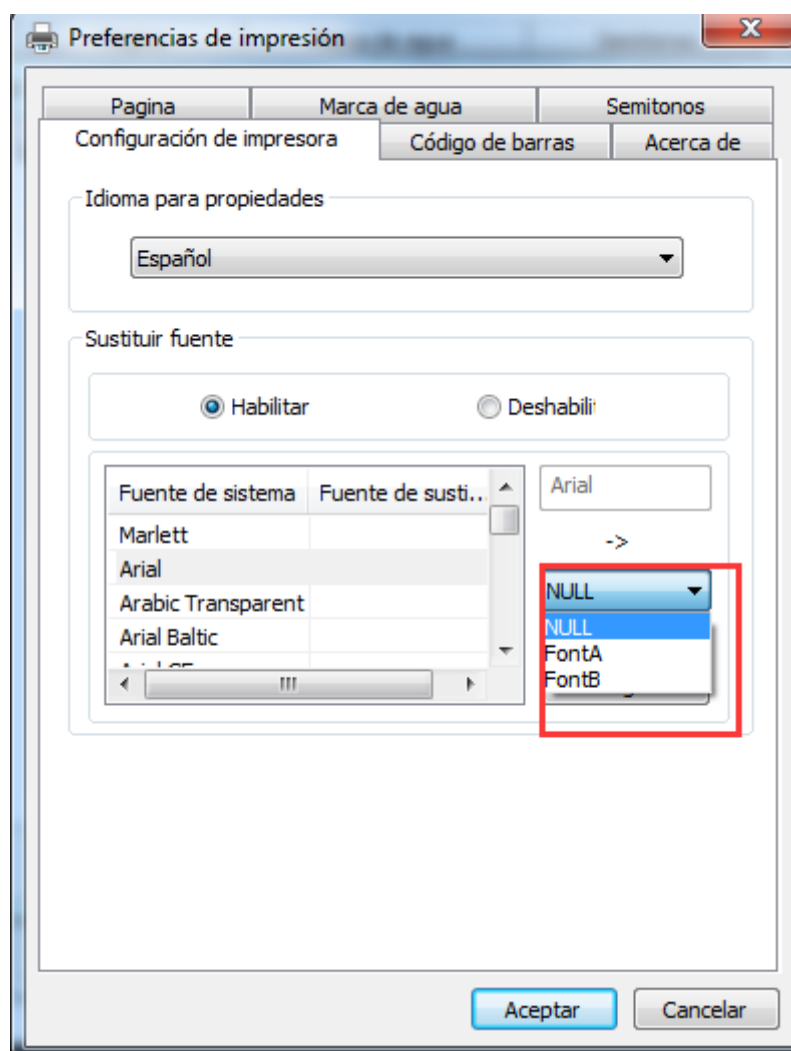 Preferencias de impresión
Pagina Marca de agua Semitonos
Configuración de impresora Código de barras Acerca de
Idioma para propiedades
Español
Sustituir fuente
Habilitar Deshabili
Fuente de sistema Fuente de susti... Arial
Marlett
->
Arial
NULL
Arabic Transparent
NULL
Arial Baltic
FontA
FontB
Aceptar Cancelar